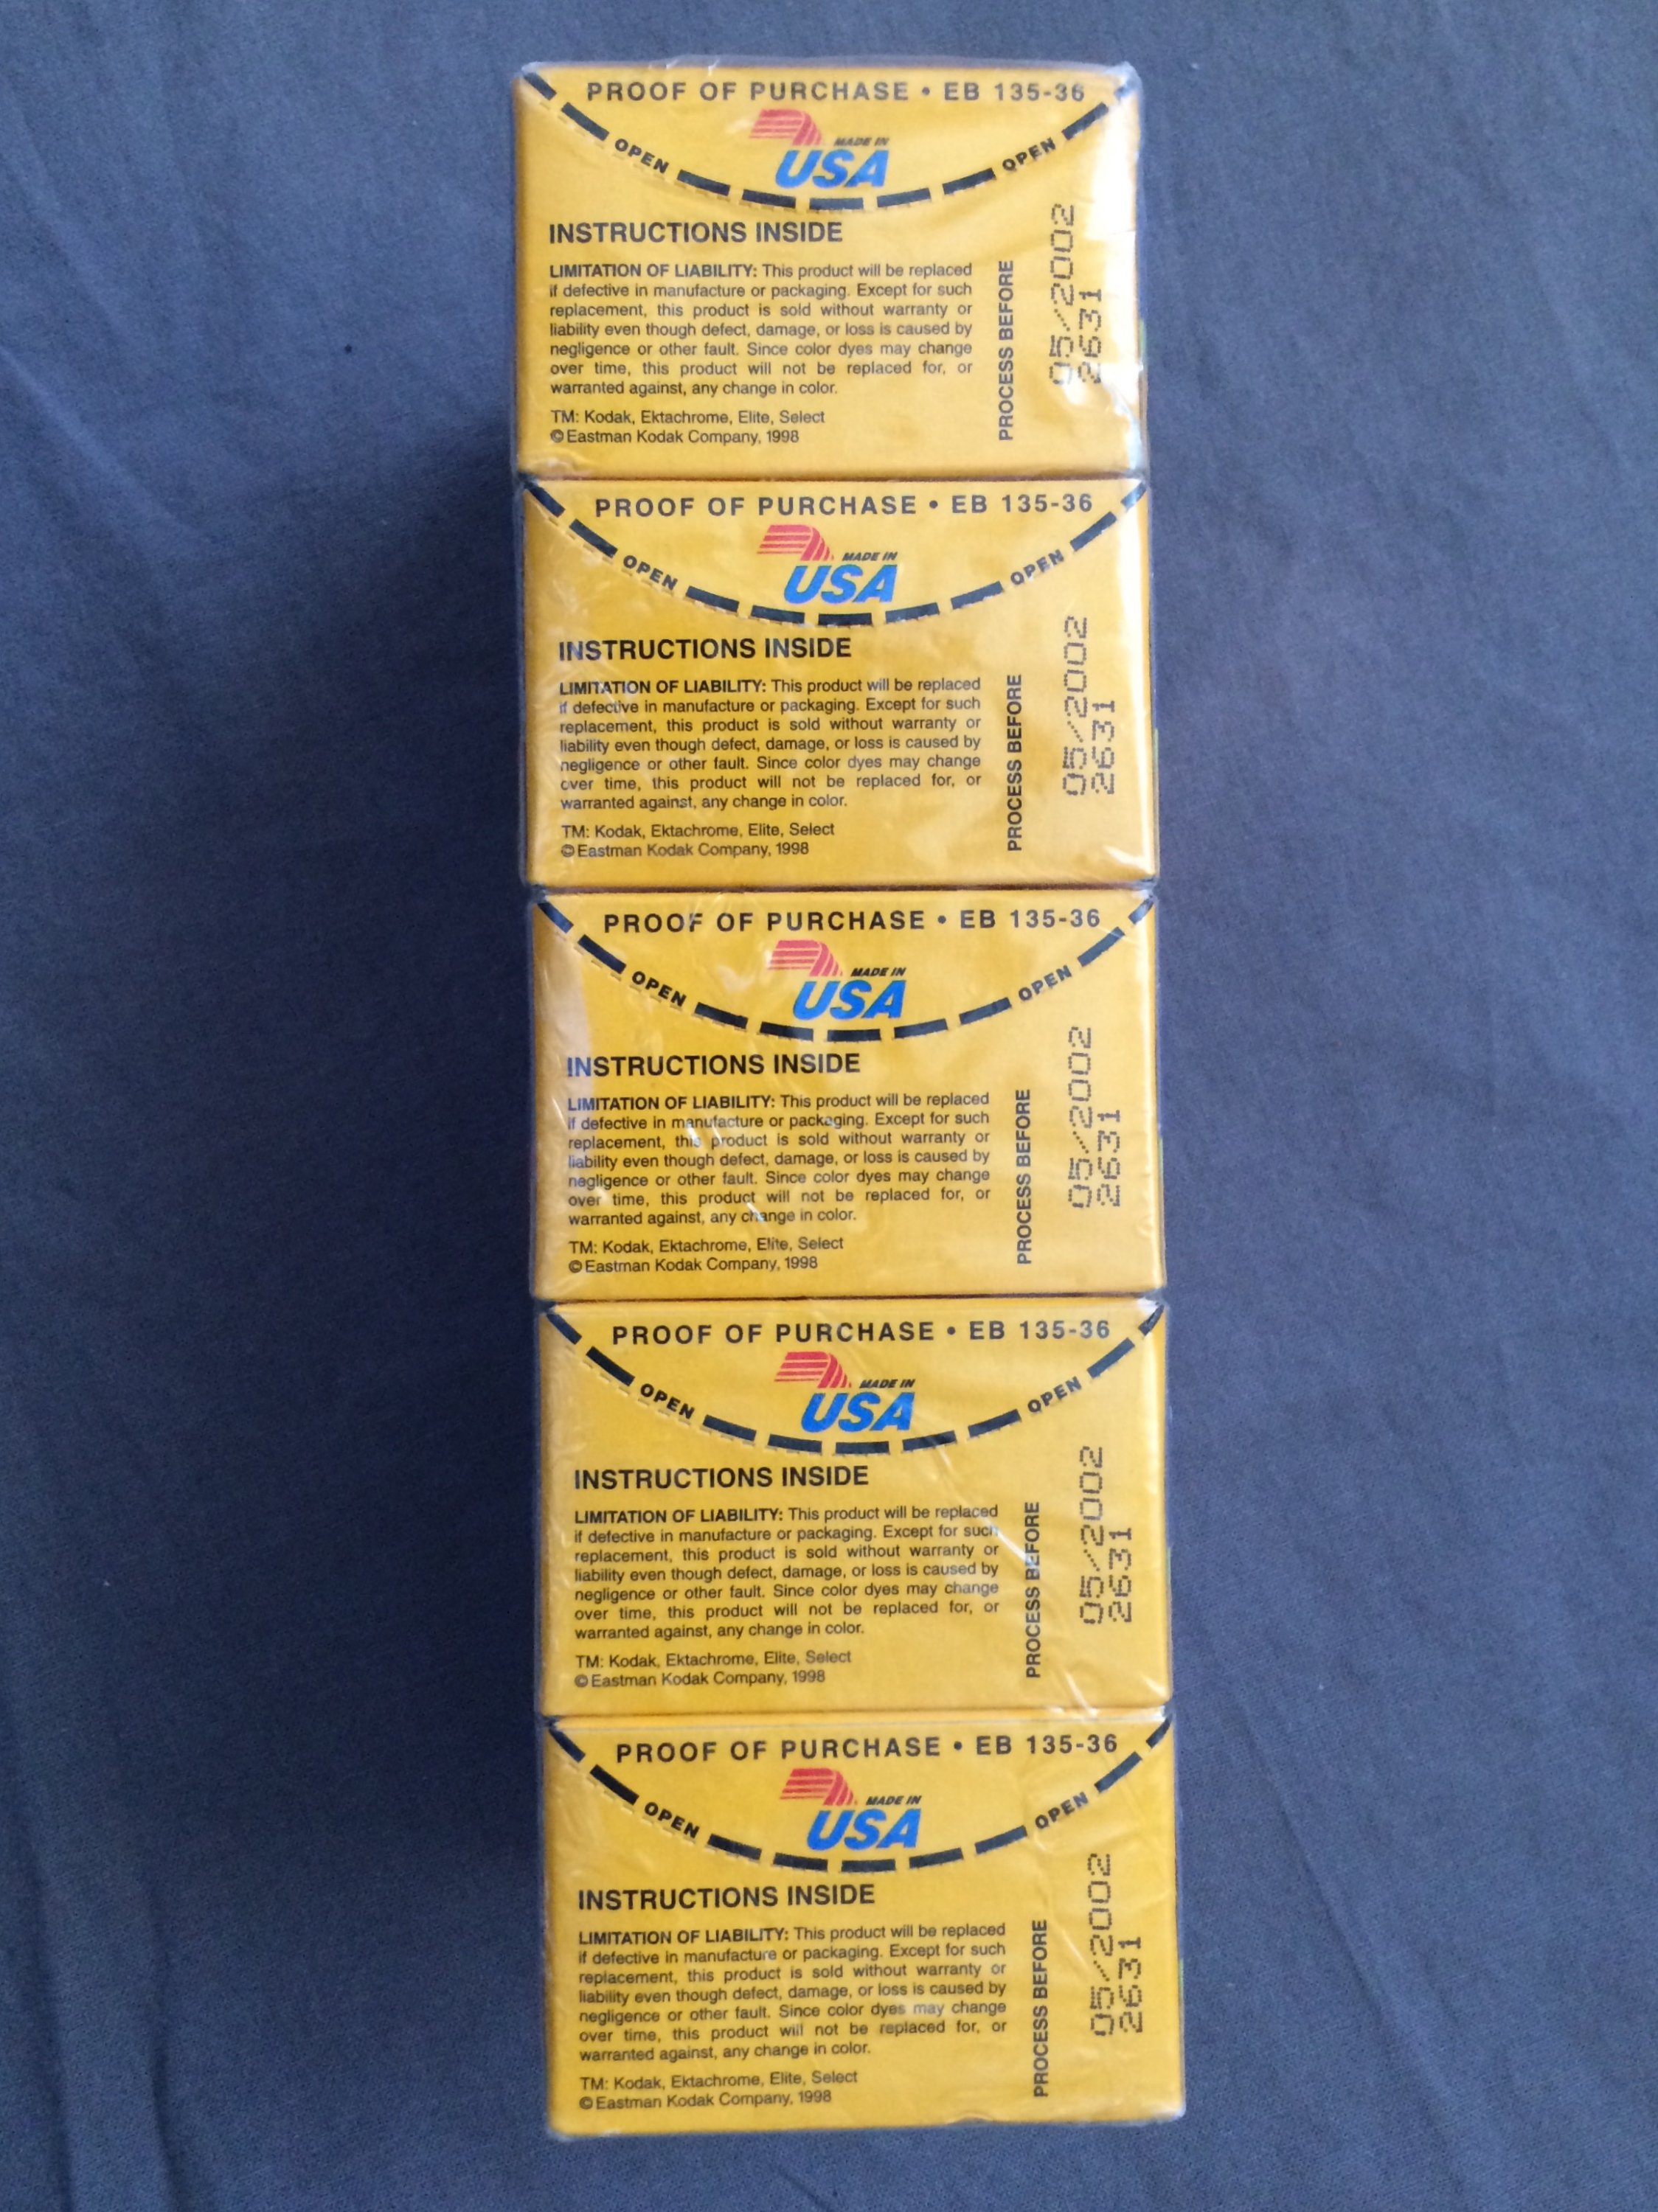 PROOF OF PURCHASE • EB 135-36
MADE IN
USA
OPEN OPEN
INSTRUCTIONS INSIDE
LIMITATION OF LIABILITY: This product will be replaced
if defective in manufacture or packaging. Except for such
replacement, this product is sold without warranty or
liability even though defect, damage, or loss is caused by
negligence or other fault. Since color dyes may change
over time, this product will not be replaced for, or
warranted against, any change in color.
TM: Kodak, Ektachrome, Elite, Select
© Eastman Kodak Company, 1998
PROCESS BEFORE
05/2002
2631
PROOF OF PURCHASE • EB 135-36
MADE IN
USA
OPEN OPEN
INSTRUCTIONS INSIDE
LIMITATION OF LIABILITY: This product will be replaced
if defective in manufacture or packaging. Except for such
replacement, this product is sold without warranty or
liability even though defect, damage, or loss is caused by
negligence or other fault. Since color dyes may change
over time, this product will not be replaced for, or
warranted against, any change in color.
TM: Kodak, Ektachrome, Elite, Select
© Eastman Kodak Company, 1998
PROCESS BEFORE
05/2002
2631
PROOF OF PURCHASE • EB 135-36
MADE IN
USA
OPEN OPEN
INSTRUCTIONS INSIDE
LIMITATION OF LIABILITY: This product will be replaced
if defective in manufacture or packaging. Except for such
replacement, this product is sold without warranty or
liability even though defect, damage, or loss is caused by
negligence or other fault. Since color dyes may change
over time, this product will not be replaced for, or
warranted against, any change in color.
TM: Kodak, Ektachrome, Elite, Select
© Eastman Kodak Company, 1998
PROCESS BEFORE
05/2002
2631
PROOF OF PURCHASE • EB 135-36
MADE IN
USA
OPEN OPEN
INSTRUCTIONS INSIDE
LIMITATION OF LIABILITY: This product will be replaced
if defective in manufacture or packaging. Except for such
replacement, this product is sold without warranty or
liability even though defect, damage, or loss is caused by
negligence or other fault. Since color dyes may change
over time, this product will not be replaced for, or
warranted against, any change in color.
TM: Kodak, Ektachrome, Elite, Select
© Eastman Kodak Company, 1998
PROCESS BEFORE
05/2002
2631
PROOF OF PURCHASE • EB 135-36
MADE IN
USA
OPEN OPEN
INSTRUCTIONS INSIDE
LIMITATION OF LIABILITY: This product will be replaced
if defective in manufacture or packaging. Except for such
replacement, this product is sold without warranty or
liability even though defect, damage, or loss is caused by
negligence or other fault. Since color dyes may change
over time, this product will not be replaced for, or
warranted against, any change in color.
TM: Kodak, Ektachrome, Elite, Select
© Eastman Kodak Company, 1998
PROCESS BEFORE
05/2002
2631